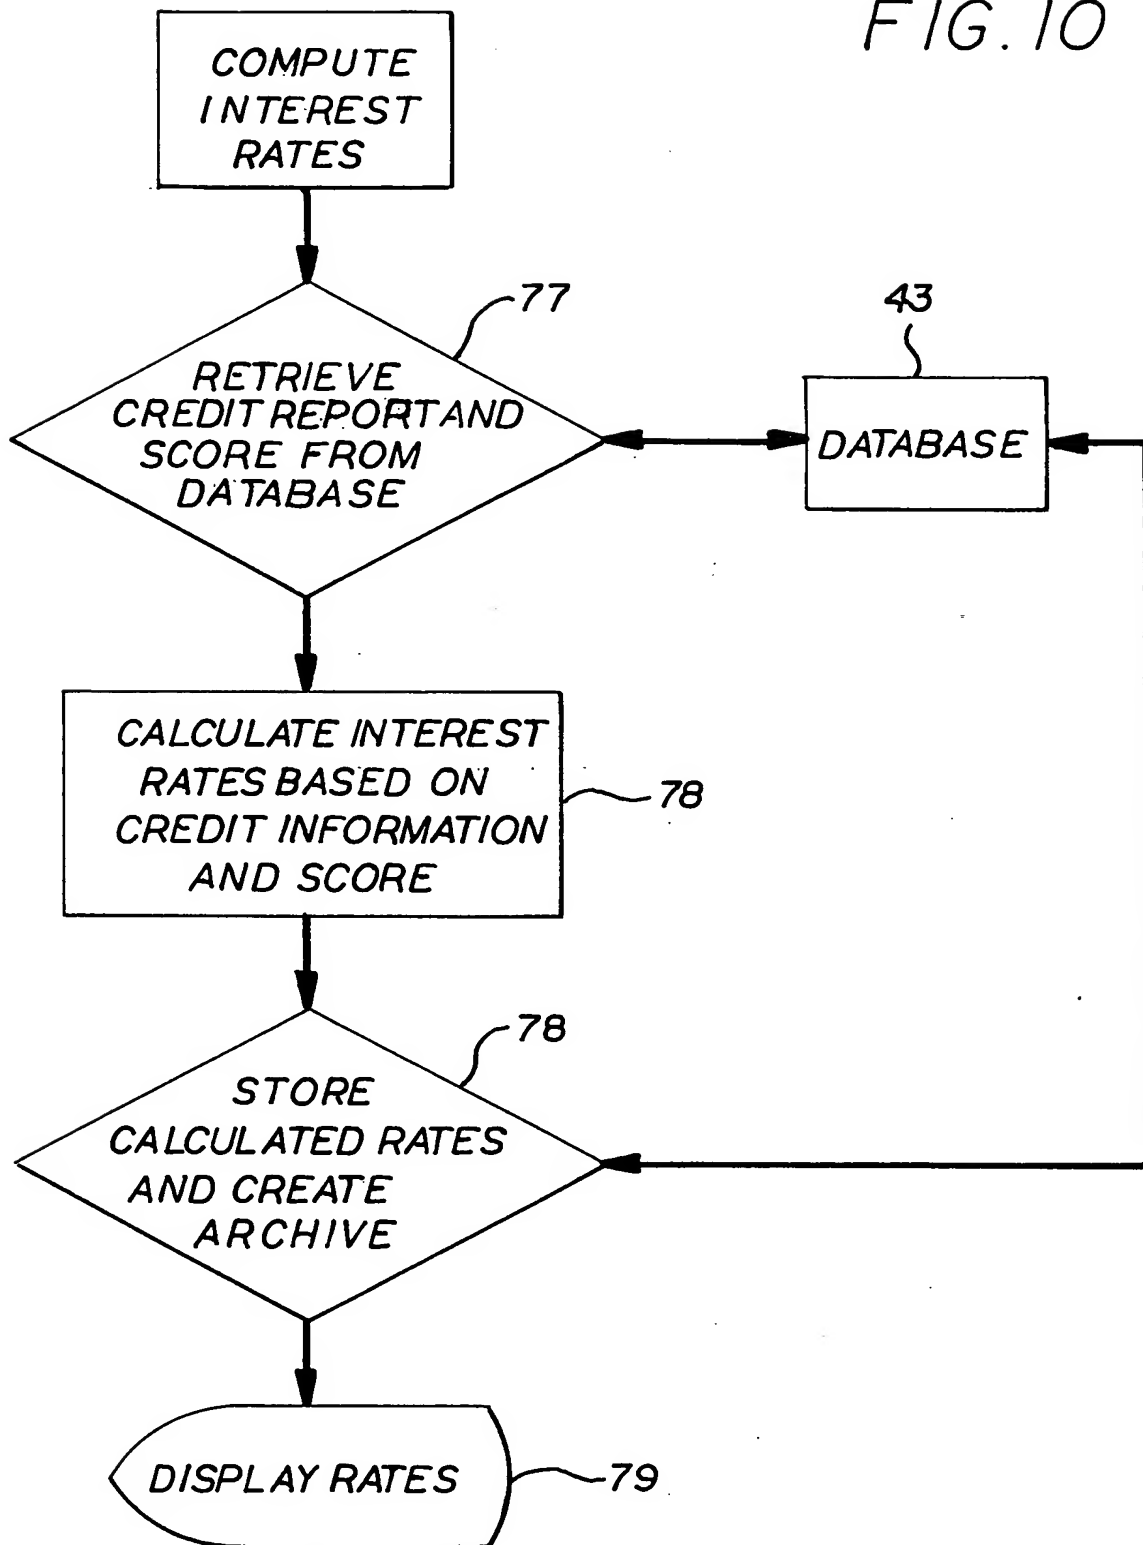 FIG. 10
COMPUTE
INTEREST
RATES
77
43
RETRIEVE
CREDIT REPORT AND
SCORE FROM
DATABASE
DATABASE
CALCULATE INTEREST
RATES BASED ON
CREDIT INFORMATION
AND SCORE
78
78
STORE
CALCULATED RATES
AND CREATE
ARCHIVE
DISPLAY RATES
79